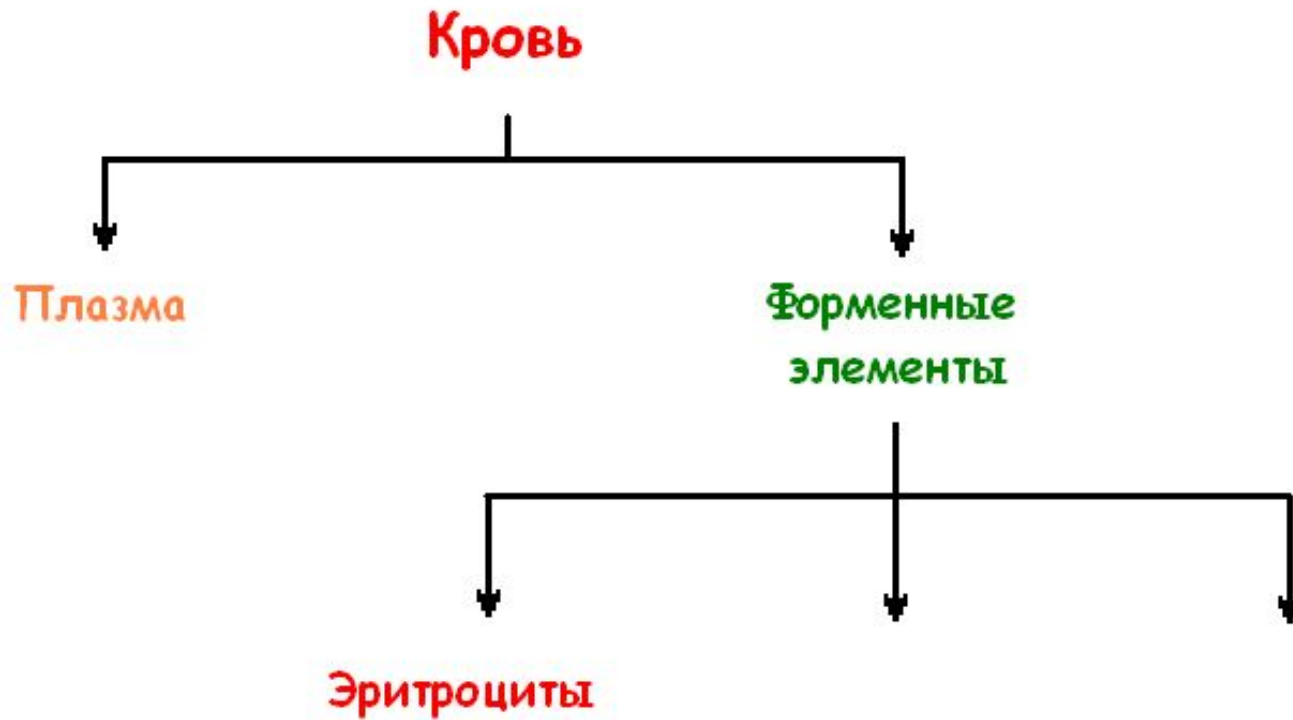 Кровь
Плазма
Форменные
элементы
Эритроциты